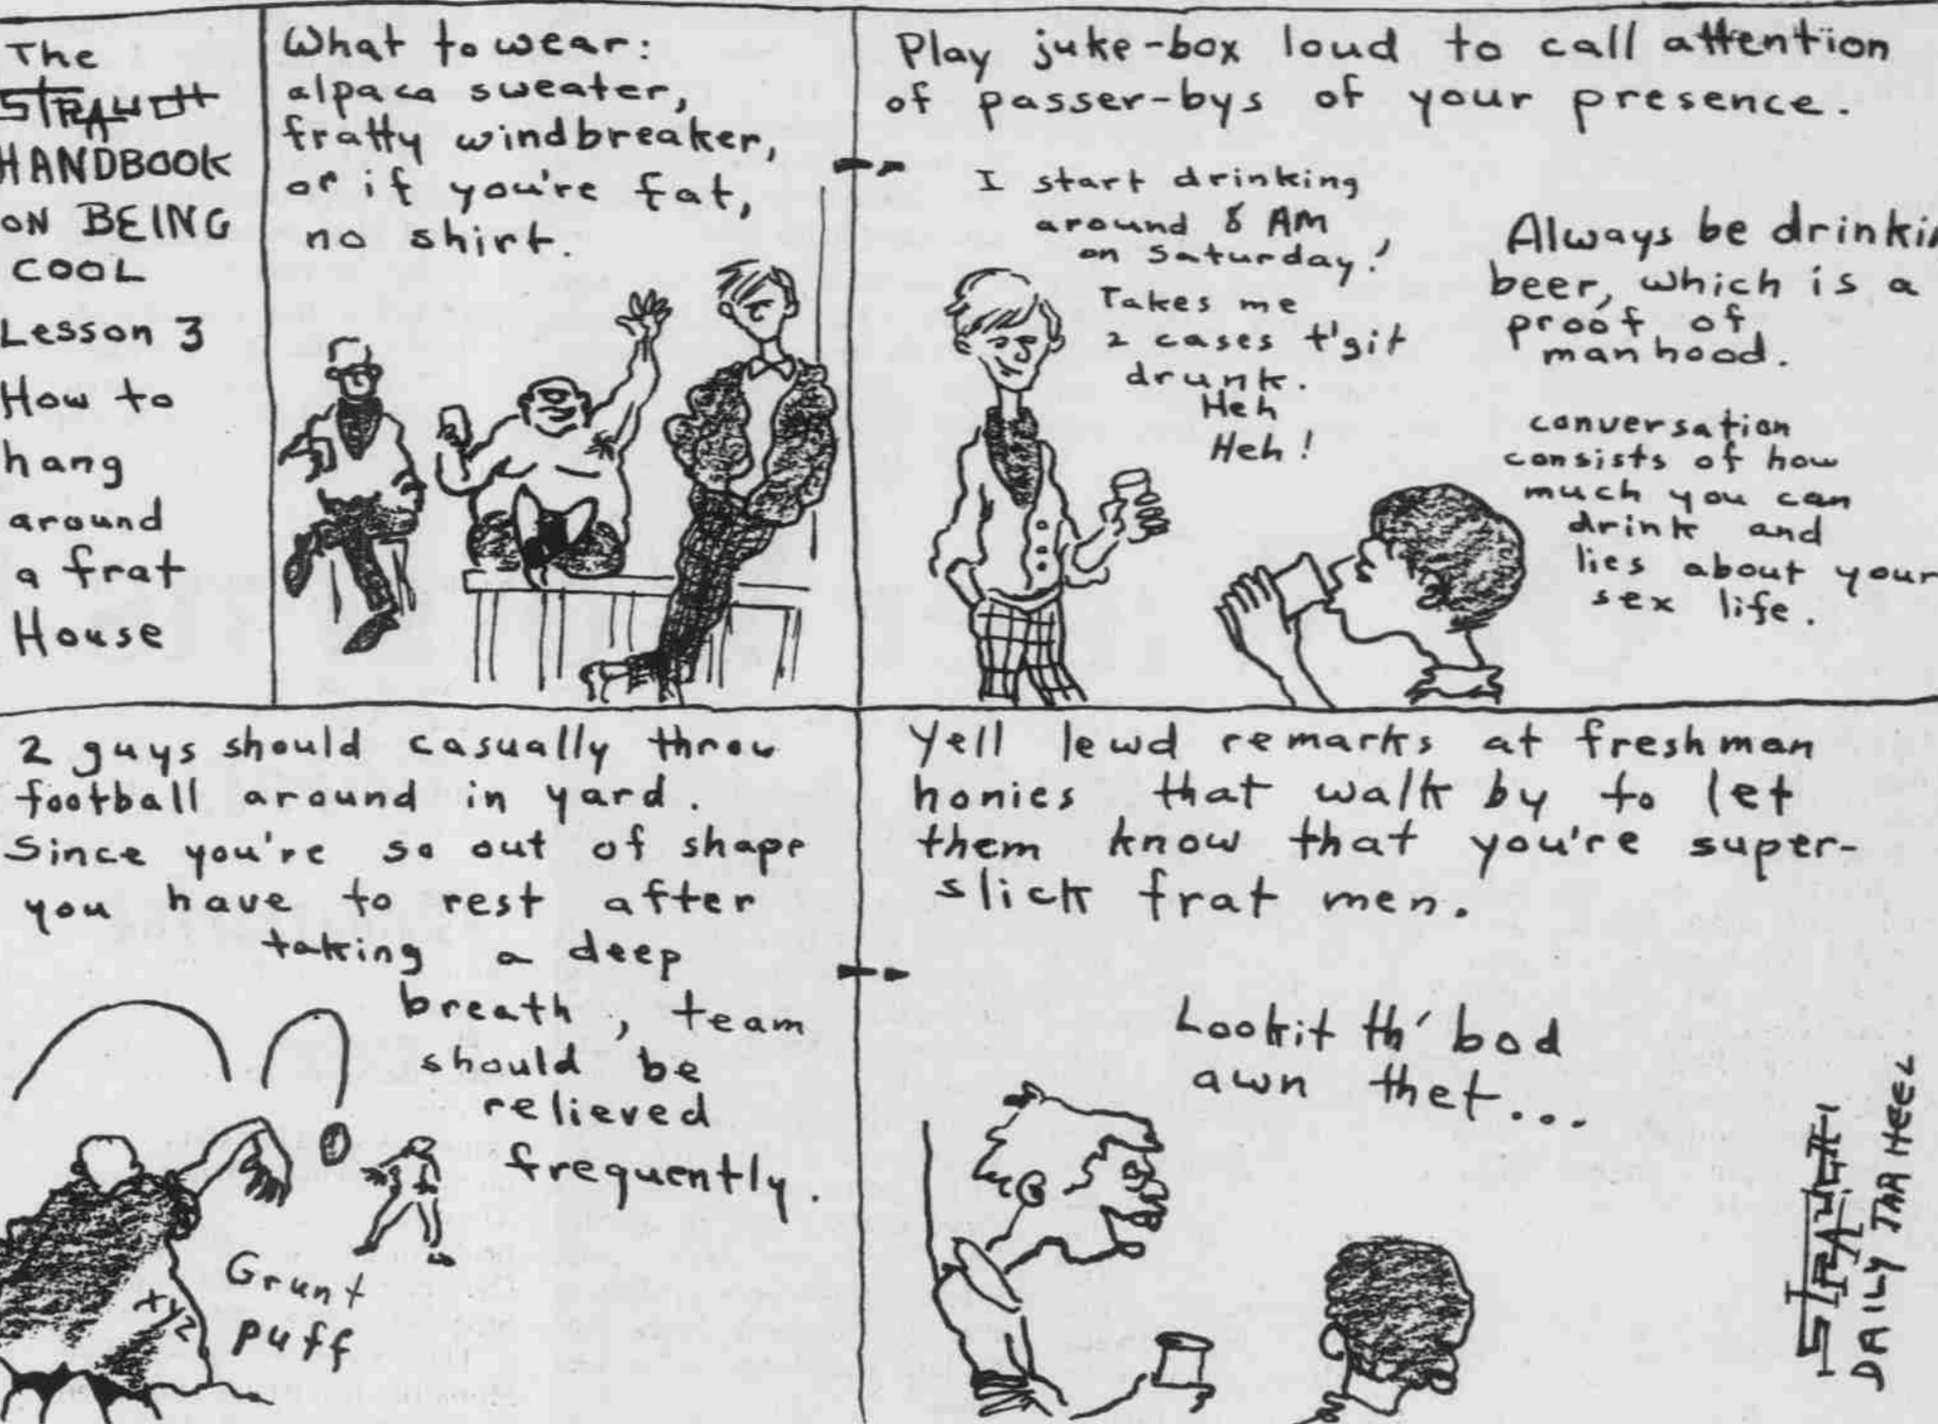 The
STRAUCH
HANDBOOK
ON BEING
COOL
Lesson 3
How to
hang
around
a frat
House
What to wear:
alpaca sweater,
fratty windbreaker,
or if you're fat,
no shirt.
Play juke-box loud to call attention
of passer-bys of your presence.
I start drinking
around 8 AM
on Saturday!
Takes me
2 cases t'git
drunk.
Heh
Heh!
Always be drinkin
beer, which is a
proof of
manhood.
conversation
consists of how
much you can
drink and
lies about your
sex life.
2 guys should casually throw
football around in yard.
Since you're so out of shape
you have to rest after
taking a deep
breath, team
should be
relieved
frequently.
XYZ
Grunt
puff
Yell lewd remarks at freshman
honies that walk by to let
them know that you're super-
slick frat men.
Lookit th' bod
awn thet...
STRAUCH
DAILY TAR HEEL